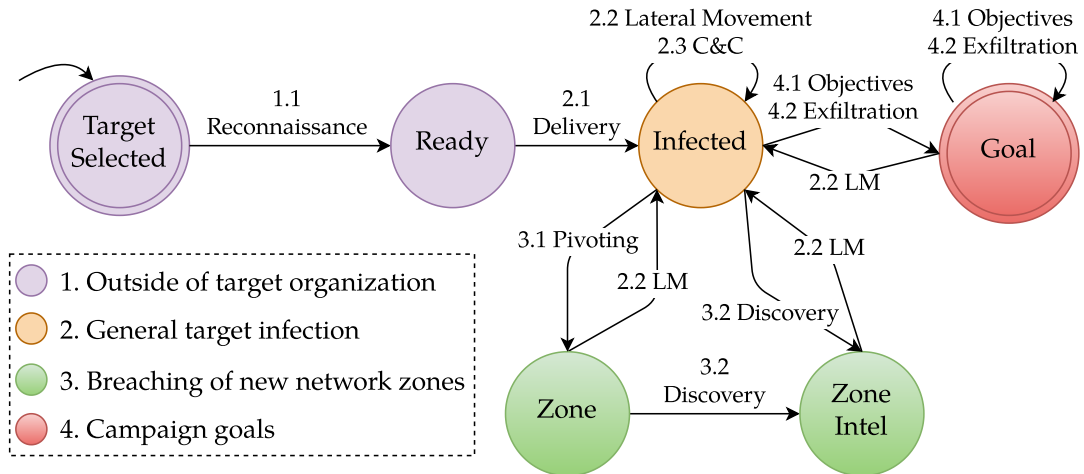 2.2 Lateral Movement
2.3 C&C
4.1 Objectives
4.2 Exfiltration
Target
Selected
1.1
Reconnaissance
Ready
2.1
Delivery
Infected
4.1 Objectives
4.2 Exfiltration
Goal
2.2 LM
3.1 Pivoting
2.2 LM
2.2 LM
3.2 Discovery
1. Outside of target organization
2. General target infection
3. Breaching of new network zones
4. Campaign goals
Zone
3.2
Discovery
Zone
Intel